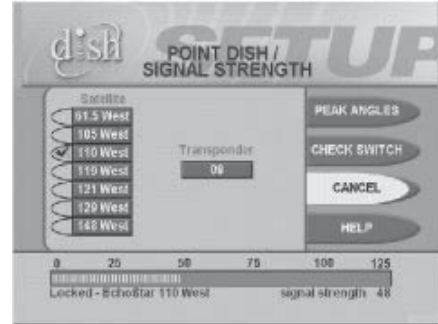 dish
SETUP
POINT DISH /
SIGNAL STRENGTH
Satellite
61.5 West
105 West
110 West
119 West
121 West
129 West
148 West
Transponder
09
PEAK ANGLES
CHECK SWITCH
CANCEL
HELP
0 25 50 75 100 125
Locked - EchoStar 110 West signal strength 48